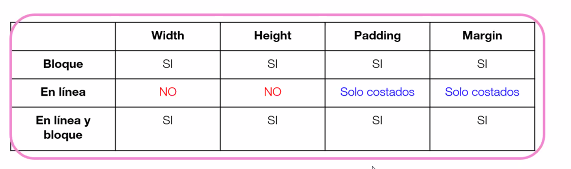 Width Height Padding Margin
Bloque SI SI SI SI
En línea NO NO Solo costados Solo costados
En línea y bloque SI SI SI SI